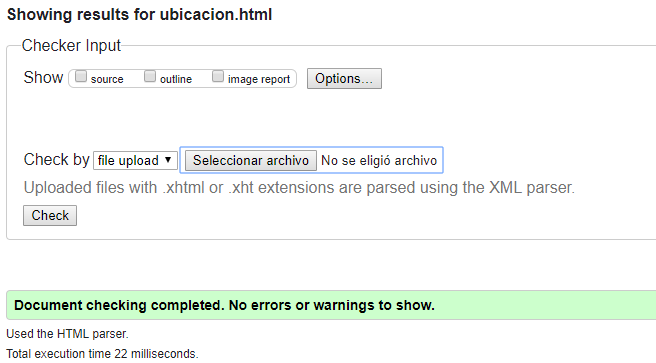 Showing results for ubicacion.html
Checker Input
Show source outline image report Options...
Check by file upload Seleccionar archivo No se eligió archivo
Uploaded files with .xhtml or .xht extensions are parsed using the XML parser.
Check
Document checking completed. No errors or warnings to show.
Used the HTML parser.
Total execution time 22 milliseconds.